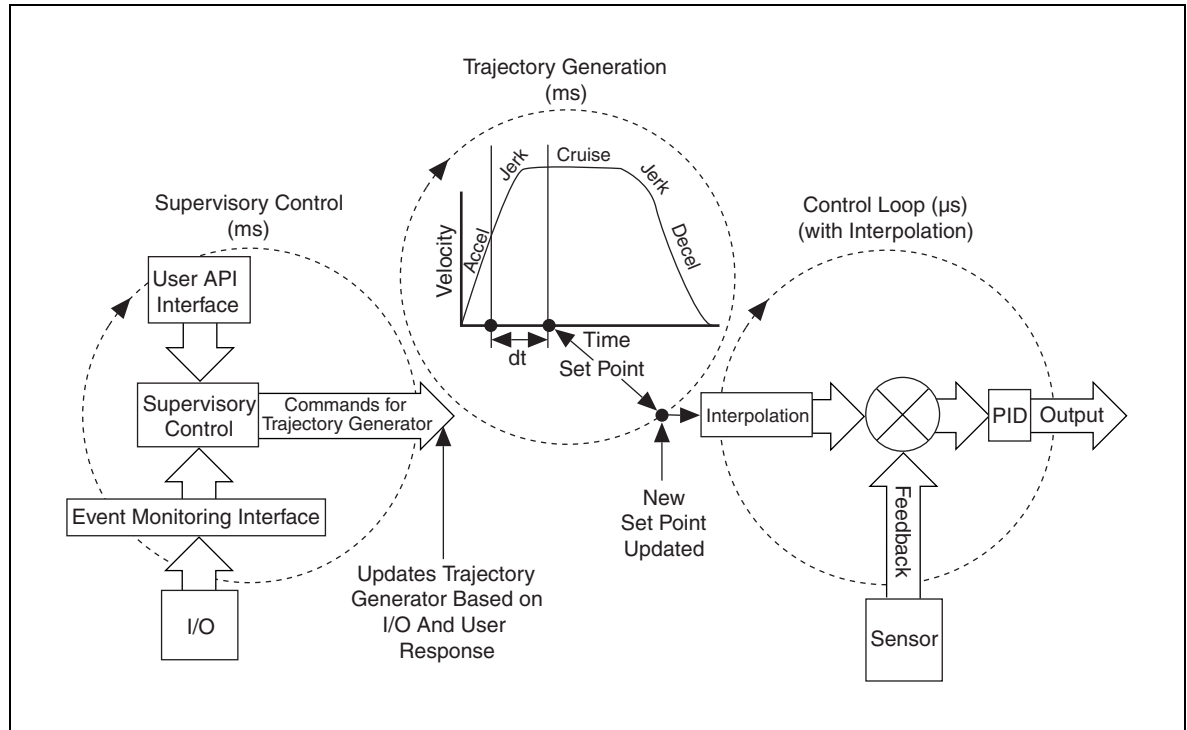 Trajectory Generation
(ms)
Jerk
Cruise
Jerk
Accel
Decel
Velocity
Time
dt
Set Point
Supervisory Control
(ms)
User API
Interface
Supervisory
Control
Commands for
Trajectory Generator
Event Monitoring Interface
I/O
Updates Trajectory
Generator Based on
I/O And User
Response
New
Set Point
Updated
Control Loop (µs)
(with Interpolation)
Interpolation
PID
Output
Feedback
Sensor